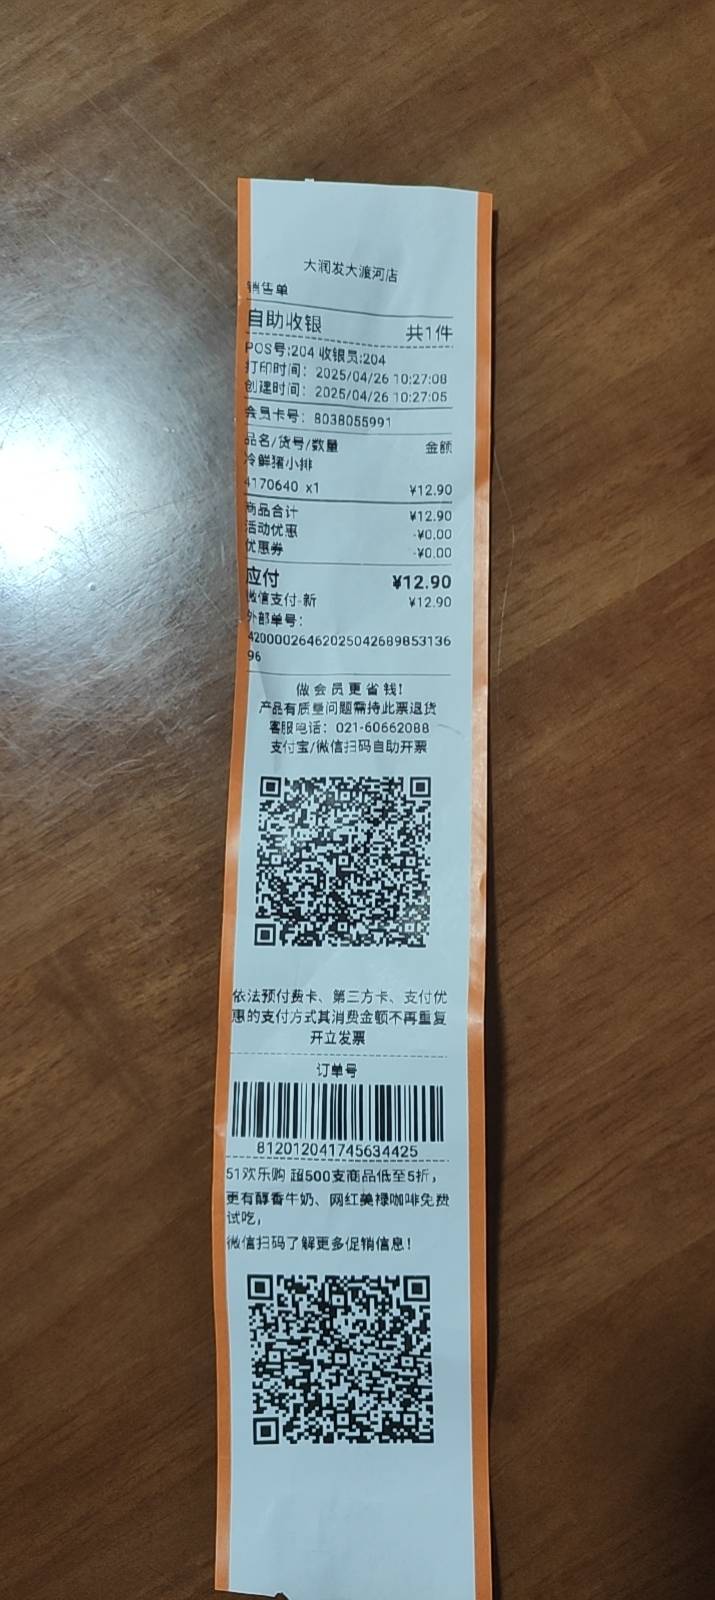 大润发大渡河店
销售单
自助收银 共1件
POS号:204 收银员:204
打印时间: 2025/04/26 10:27:08
创建时间: 2025/04/26 10:27:05
会员卡号: 8038055991
品名/货号/数量 金额
冷鲜猪小排
4170640 x1 ¥12.90
商品合计 ¥12.90
活动优惠 -¥0.00
优惠券 -¥0.00
应付 ¥12.90
微信支付-新 ¥12.90
外部单号:
42000026462025042689853136
96
做会员更省钱!
产品有质量问题需持此票退货
客服电话: 021-60662088
支付宝/微信扫码自助开票
依法预付费卡、第三方卡、支付优
惠的支付方式其消费金额不再重复
开立发票
订单号
812012041745634425
51欢乐购 超500支商品低至5折,
更有醇香牛奶、网红美禄咖啡免费
试吃,
微信扫码了解更多促销信息!